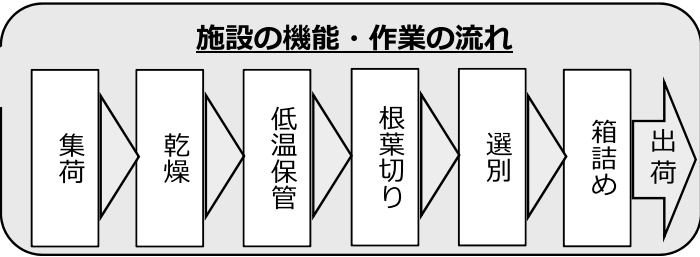 施設の機能・作業の流れ
集荷
乾燥
低温保管
根葉切り
選別
箱詰め
出荷